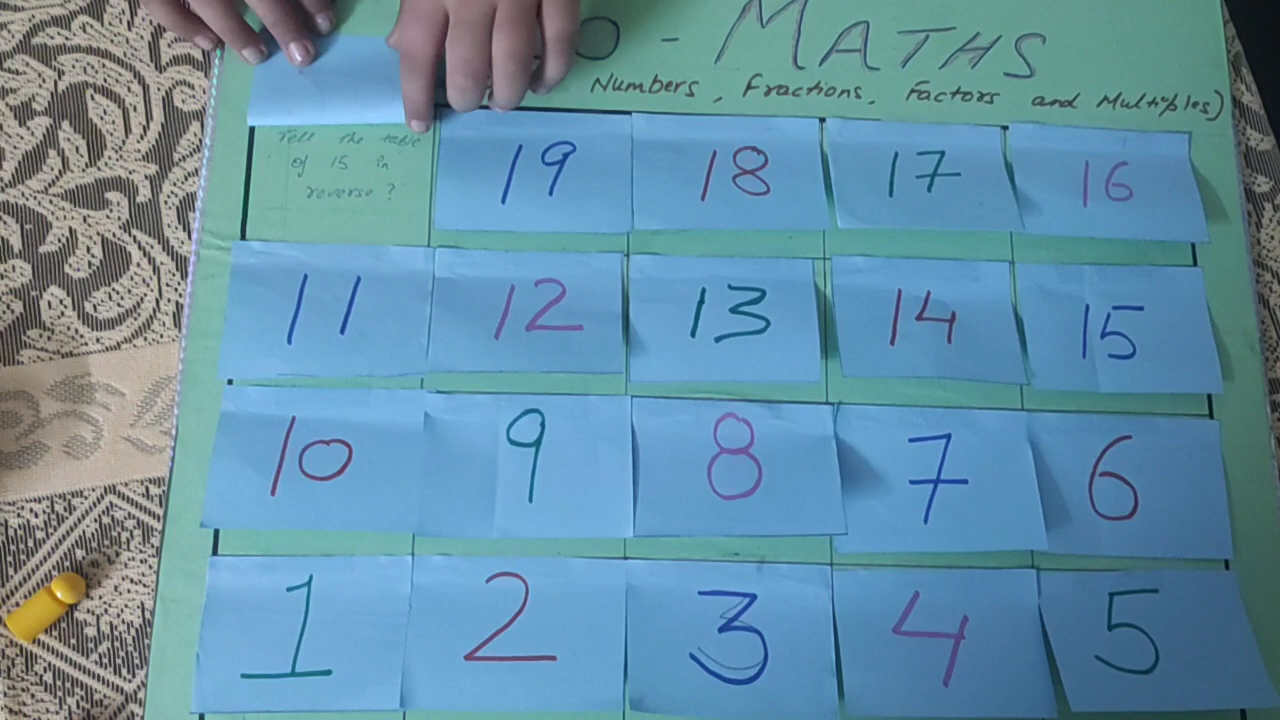 O - MATHS
Numbers, Fractions, Factors and Multiples)
Tell the table
of 15 in
reverse ?
19 18 17 16
11 12 13 14 15
10 9 8 7 6
1 2 3 4 5